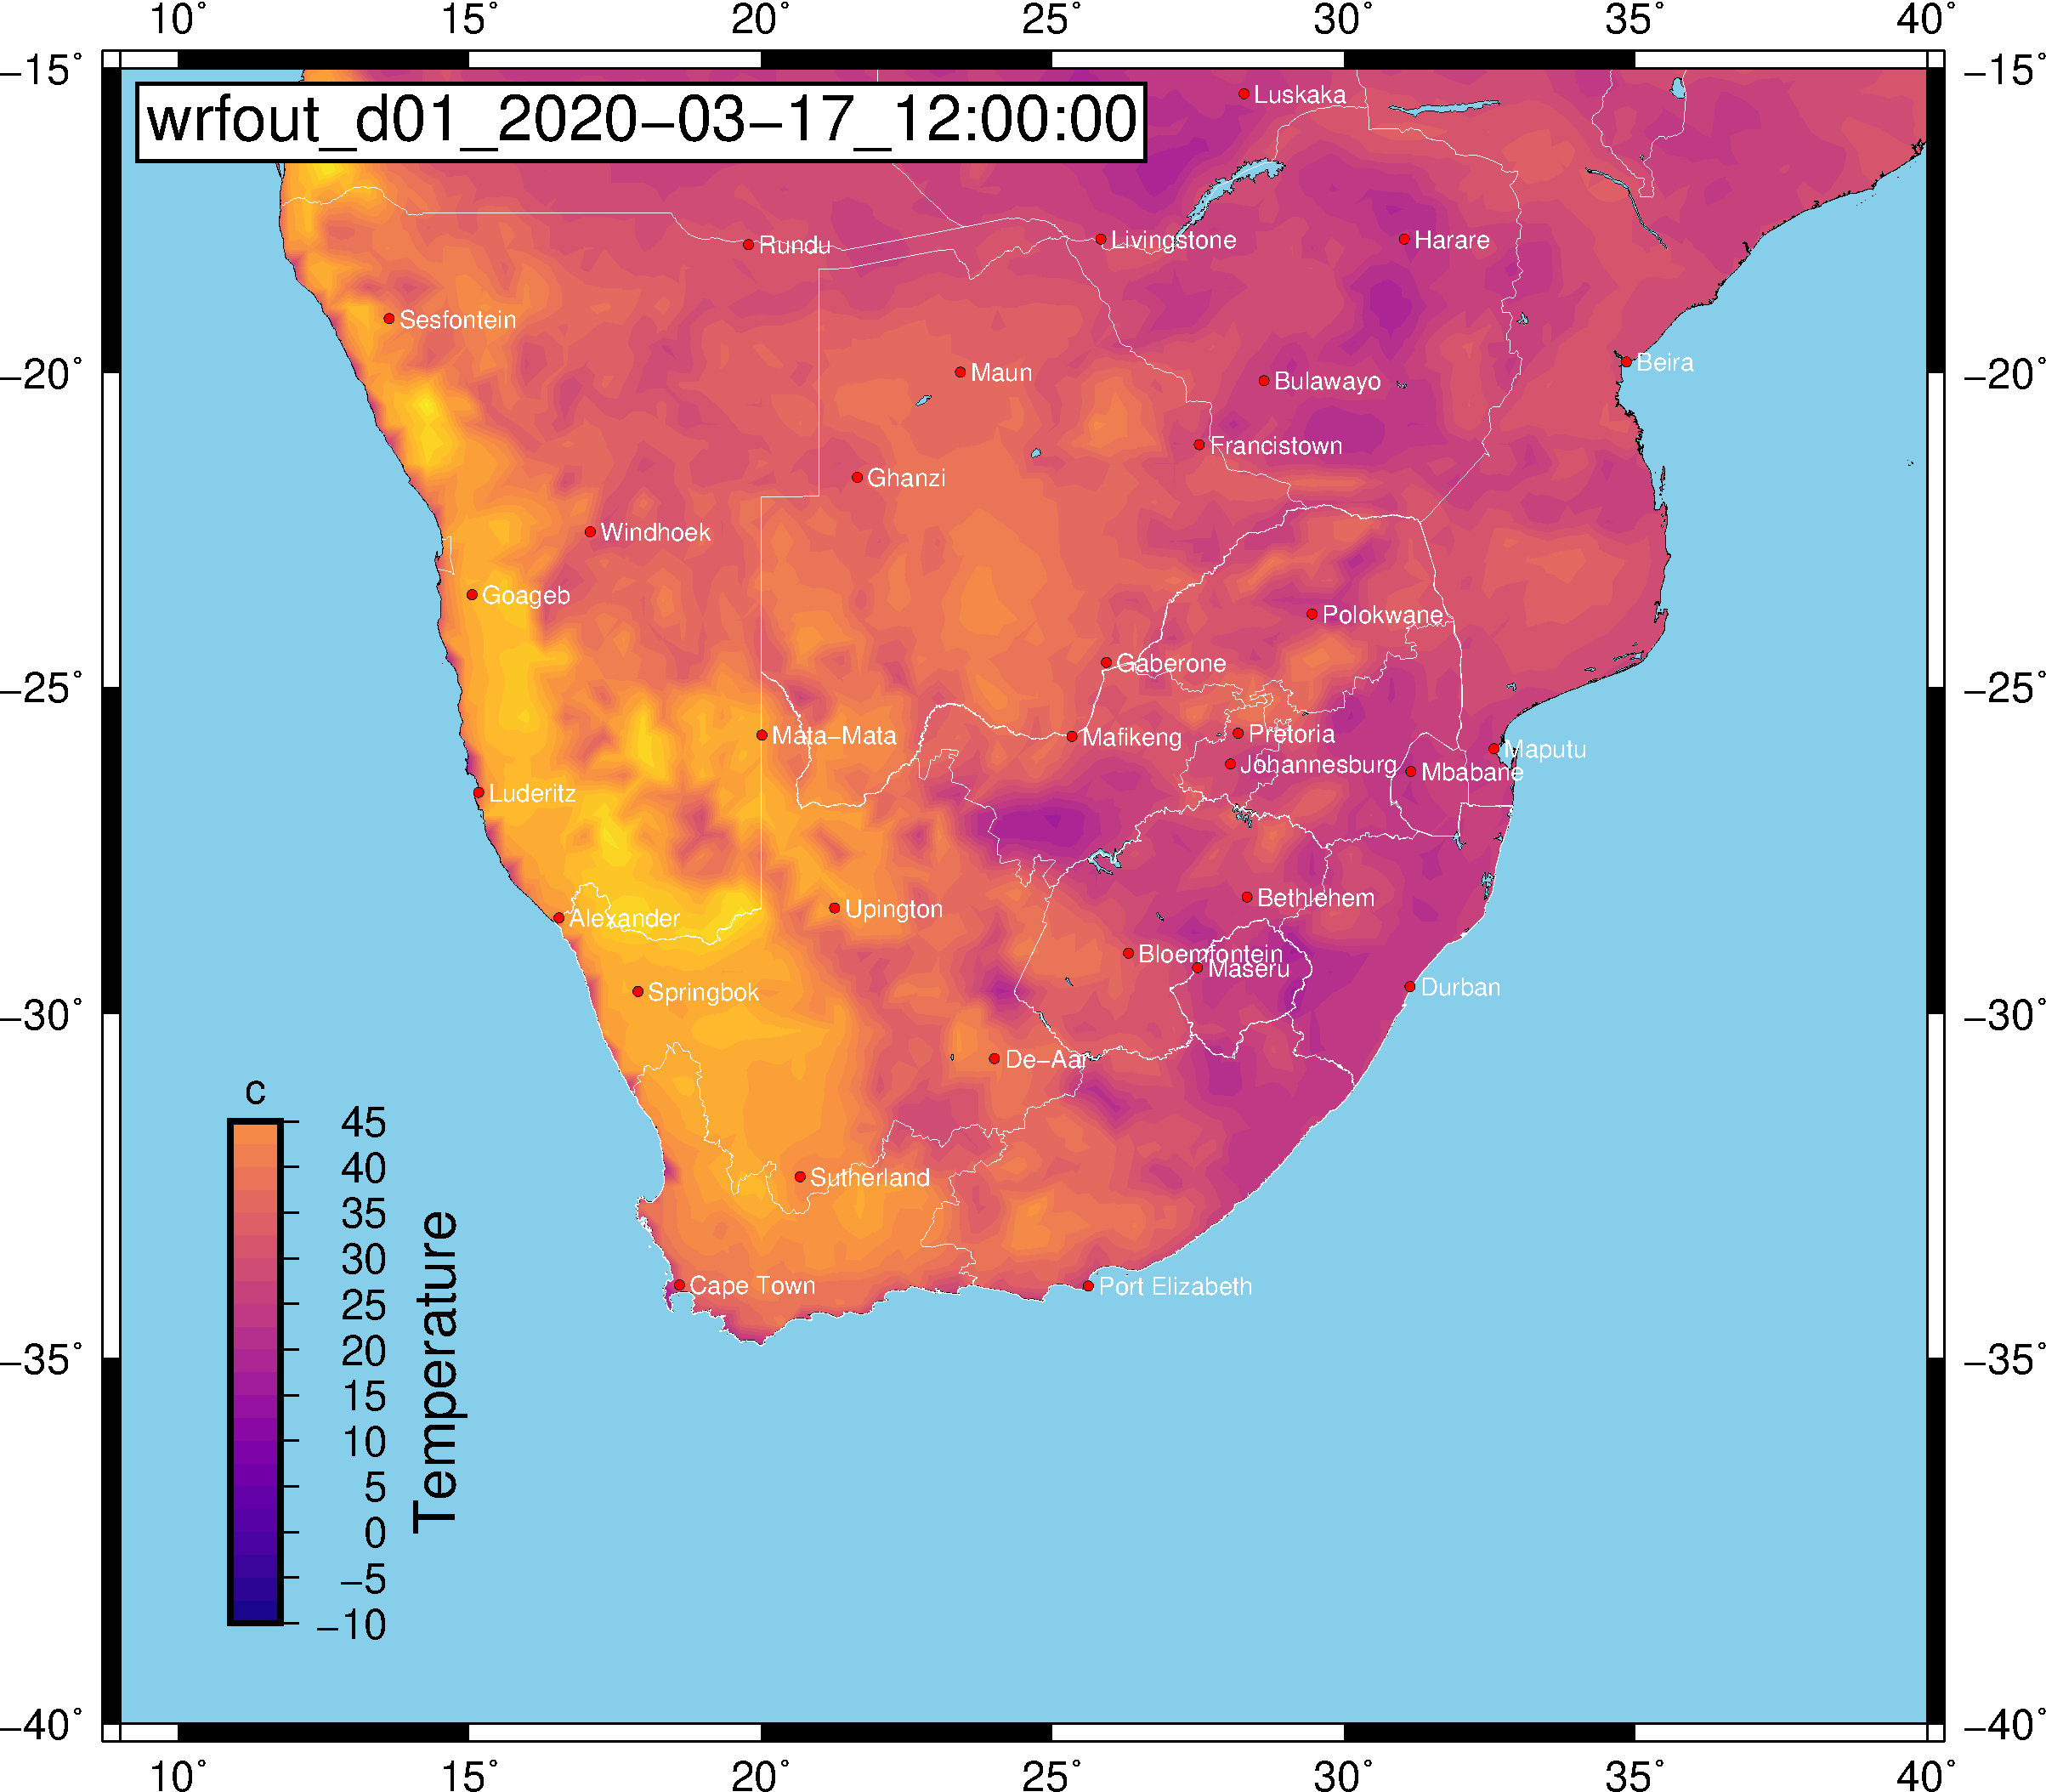 10° 15° 20° 25° 30° 35° 40°
−15° −15°
wrfout_d01_2020−03−17_12:00:00
Luskaka
Rundu
Livingstone
Harare
Sesfontein
Beira
−20° −20°
Maun
Bulawayo
Francistown
Ghanzi
Windhoek
Goageb
Polokwane
Gaberone
−25° −25°
Mata−Mata
Mafikeng
Pretoria
Maputu
Johannesburg
Mbabane
Luderitz
Bethlehem
Alexander
Upington
Bloemfontein
Maseru
Springbok
Durban
−30° −30°
De−Aar
Sutherland
Cape Town
Port Elizabeth
c
45
40
35
30
25
20
15
10
5
0
−5
−10
Temperature
−35° −35°
−40° −40°
10° 15° 20° 25° 30° 35° 40°